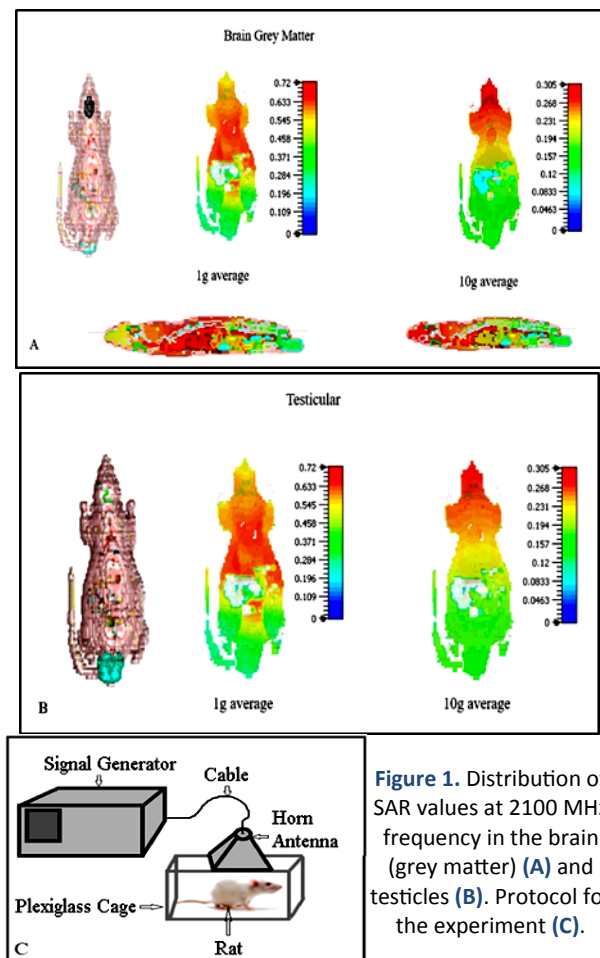 Brain Grey Matter
0.72
0.633
0.545
0.458
0.371
0.284
0.196
0.109
0
0.305
0.268
0.231
0.194
0.157
0.12
0.0833
0.0463
0
1g average
10g average
A
Testicular
0.72
0.633
0.545
0.458
0.371
0.284
0.196
0.109
0
0.305
0.268
0.231
0.194
0.157
0.12
0.0833
0.0463
0
1g average
10g average
B
Signal Generator
Cable
Horn
Antenna
Plexiglass Cage
Rat
C
Figure 1. Distribution of
SAR values at 2100 MHz
frequency in the brain
(grey matter) (A) and
testicles (B). Protocol fo
the experiment (C).